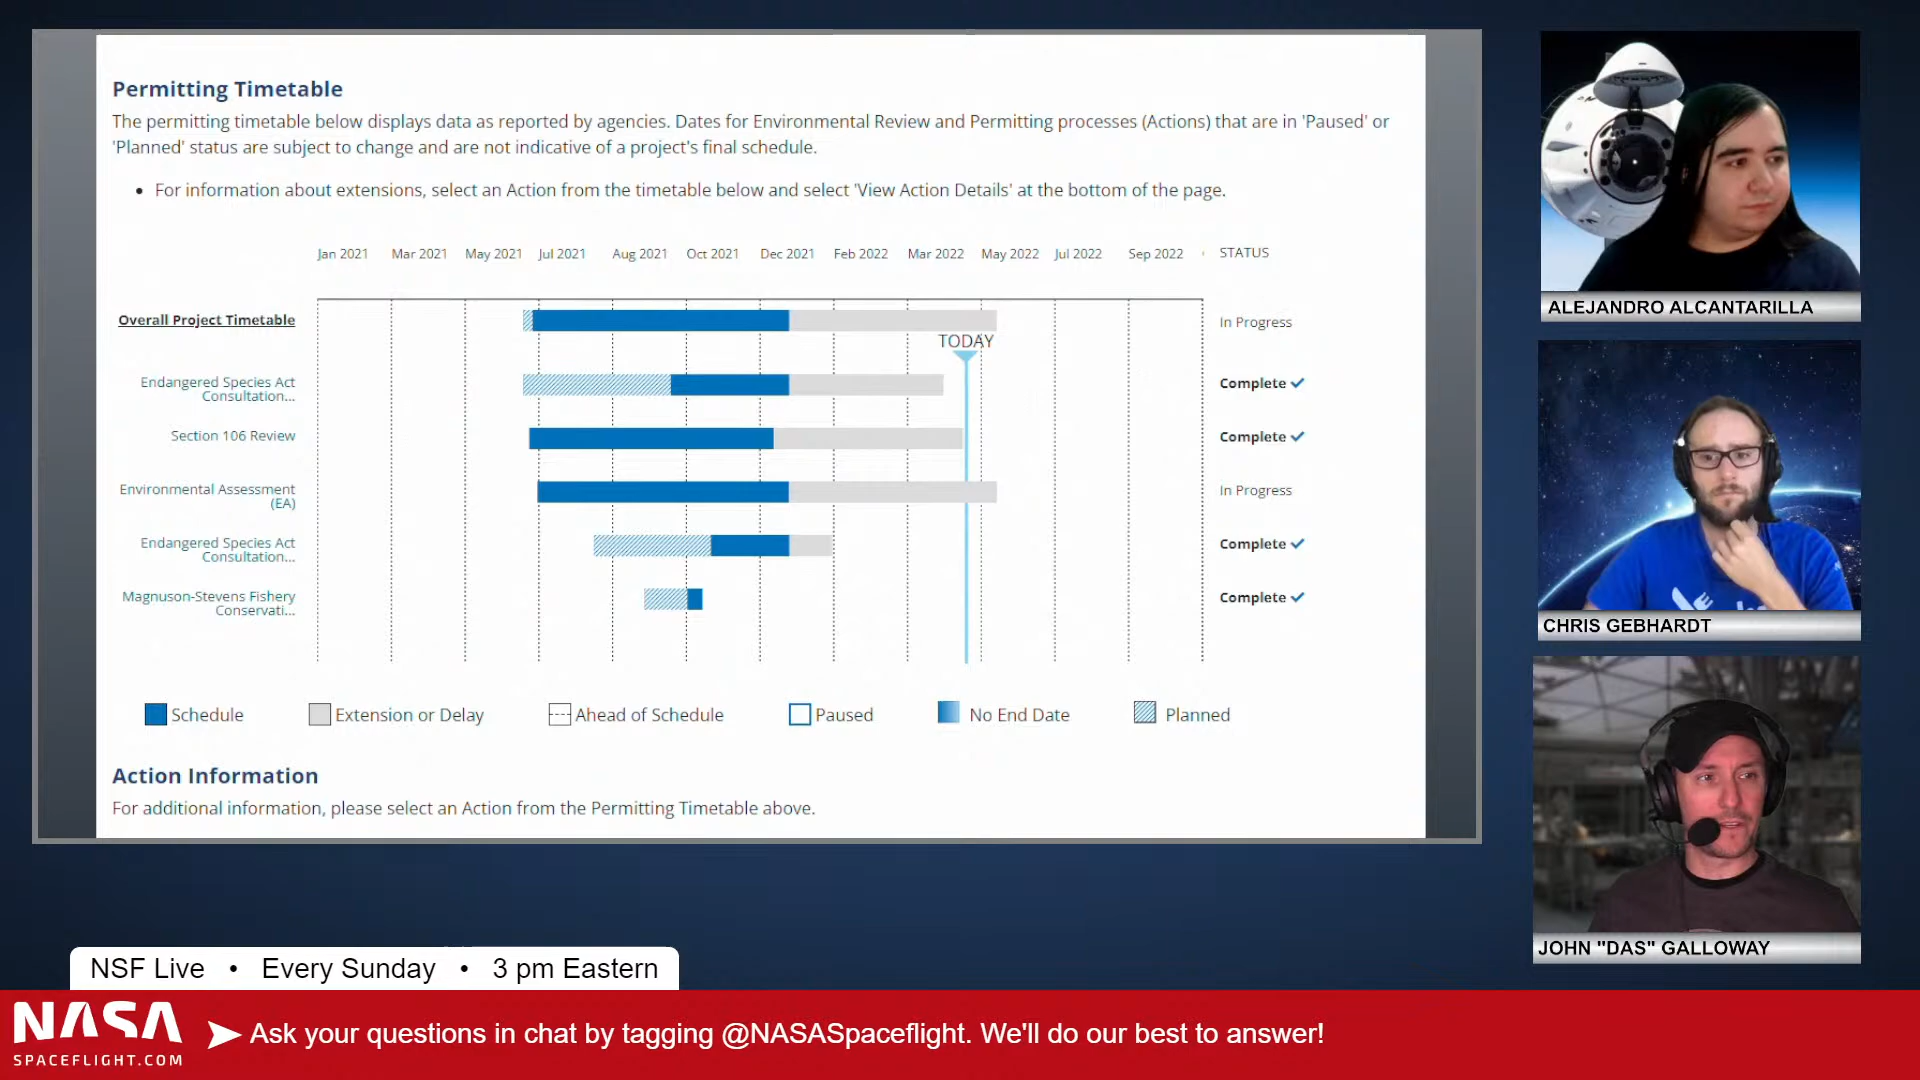 Permitting Timetable
The permitting timetable below displays data as reported by agencies. Dates for Environmental Review and Permitting processes (Actions) that are in 'Paused' or
'Planned' status are subject to change and are not indicative of a project's final schedule.
• For information about extensions, select an Action from the timetable below and select 'View Action Details' at the bottom of the page.
Jan 2021 Mar 2021 May 2021 Jul 2021 Aug 2021 Oct 2021 Dec 2021 Feb 2022 Mar 2022 May 2022 Jul 2022 Sep 2022 STATUS
Overall Project Timetable In Progress
TODAY
Endangered Species Act
Consultation... Complete
Section 106 Review Complete
Environmental Assessment
(EA) In Progress
Endangered Species Act
Consultation... Complete
Magnuson-Stevens Fishery
Conservati... Complete
Schedule Extension or Delay Ahead of Schedule Paused No End Date Planned
Action Information
For additional information, please select an Action from the Permitting Timetable above.
ALEJANDRO ALCANTARILLA
CHRIS GEBHARDT
JOHN "DAS" GALLOWAY
NSF Live • Every Sunday • 3 pm Eastern
NASA
SPACEFLIGHT.COM
Ask your questions in chat by tagging @NASASpaceflight. We'll do our best to answer!